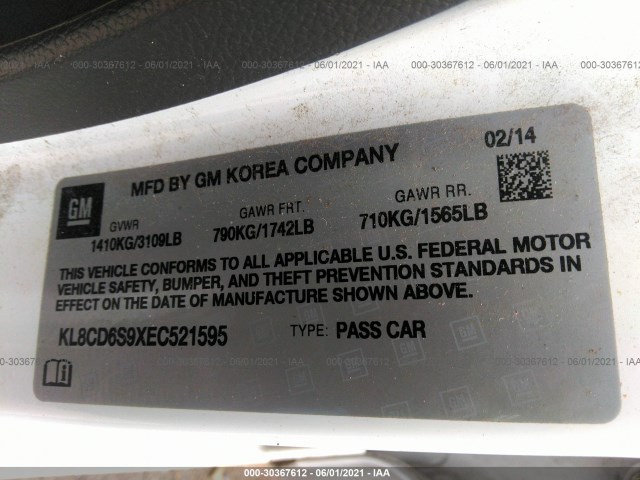 000-30367612 - 06/01/2021 - IAA
MFD BY GM KOREA COMPANY
02/14
GM
GVWR
1410KG/3109LB
GAWR FRT.
790KG/1742LB
GAWR RR.
710KG/1565LB
THIS VEHICLE CONFORMS TO ALL APPLICABLE U.S. FEDERAL MOTOR
VEHICLE SAFETY, BUMPER, AND THEFT PREVENTION STANDARDS IN
EFFECT ON THE DATE OF MANUFACTURE SHOWN ABOVE.
KL8CD6S9XEC521595
TYPE: PASS CAR
000-30367612 - 06/01/2021 - IAA